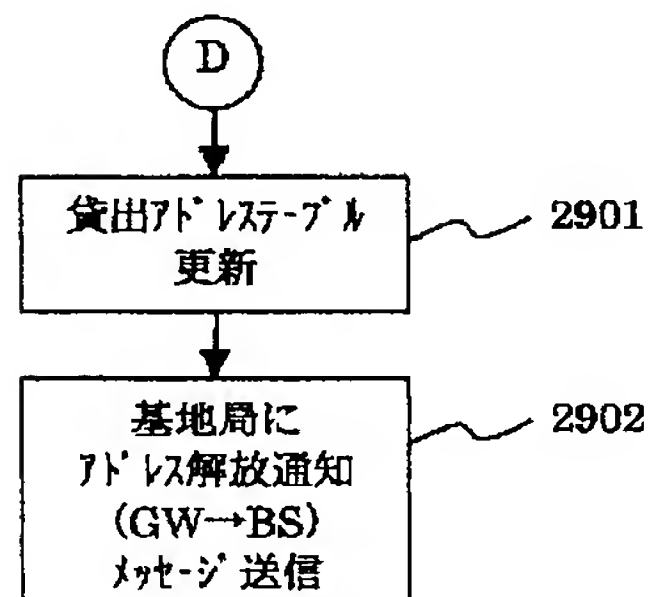 D
貸出ｱﾄﾞﾚｽﾃｰﾌﾞﾙ
更新
2901
基地局に
ｱﾄﾞﾚｽ解放通知
(GW→BS)
ﾒｯｾｰｼﾞ送信
2902